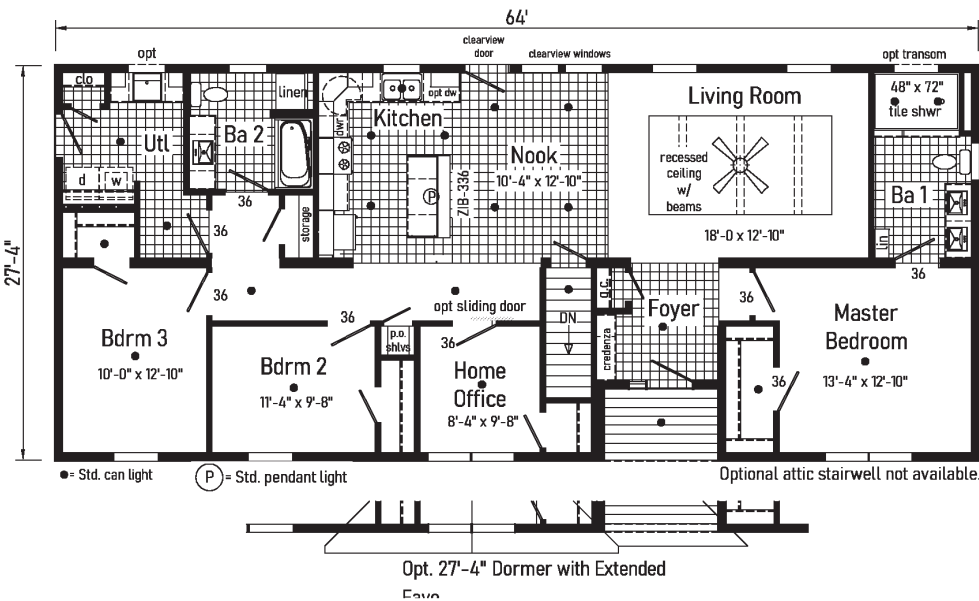 64'
27'-4"
opt
clearview
door
clearview windows
opt transom
clo
linen
opt dw
Living Room
48" x 72"
tile shwr
Kitchen
dwr
Utl
Ba 2
Nook
10'-4" x 12'-10"
ZIB-336
P
recessed
ceiling
w/
beams
d
w
Ba 1
36
storage
36
18'-0 x 12'-10"
lin
36
36
opt sliding door
g.c.
Foyer
36
Master
Bedroom
13'-4" x 12'-10"
DN
36
p.o.
shlvs
36
credenza
Bdrm 3
10'-0" x 12'-10"
Bdrm 2
11'-4" x 9'-8"
Home
Office
8'-4" x 9'-8"
36
= Std. can light
P = Std. pendant light
Optional attic stairwell not available.
Opt. 27'-4" Dormer with Extended